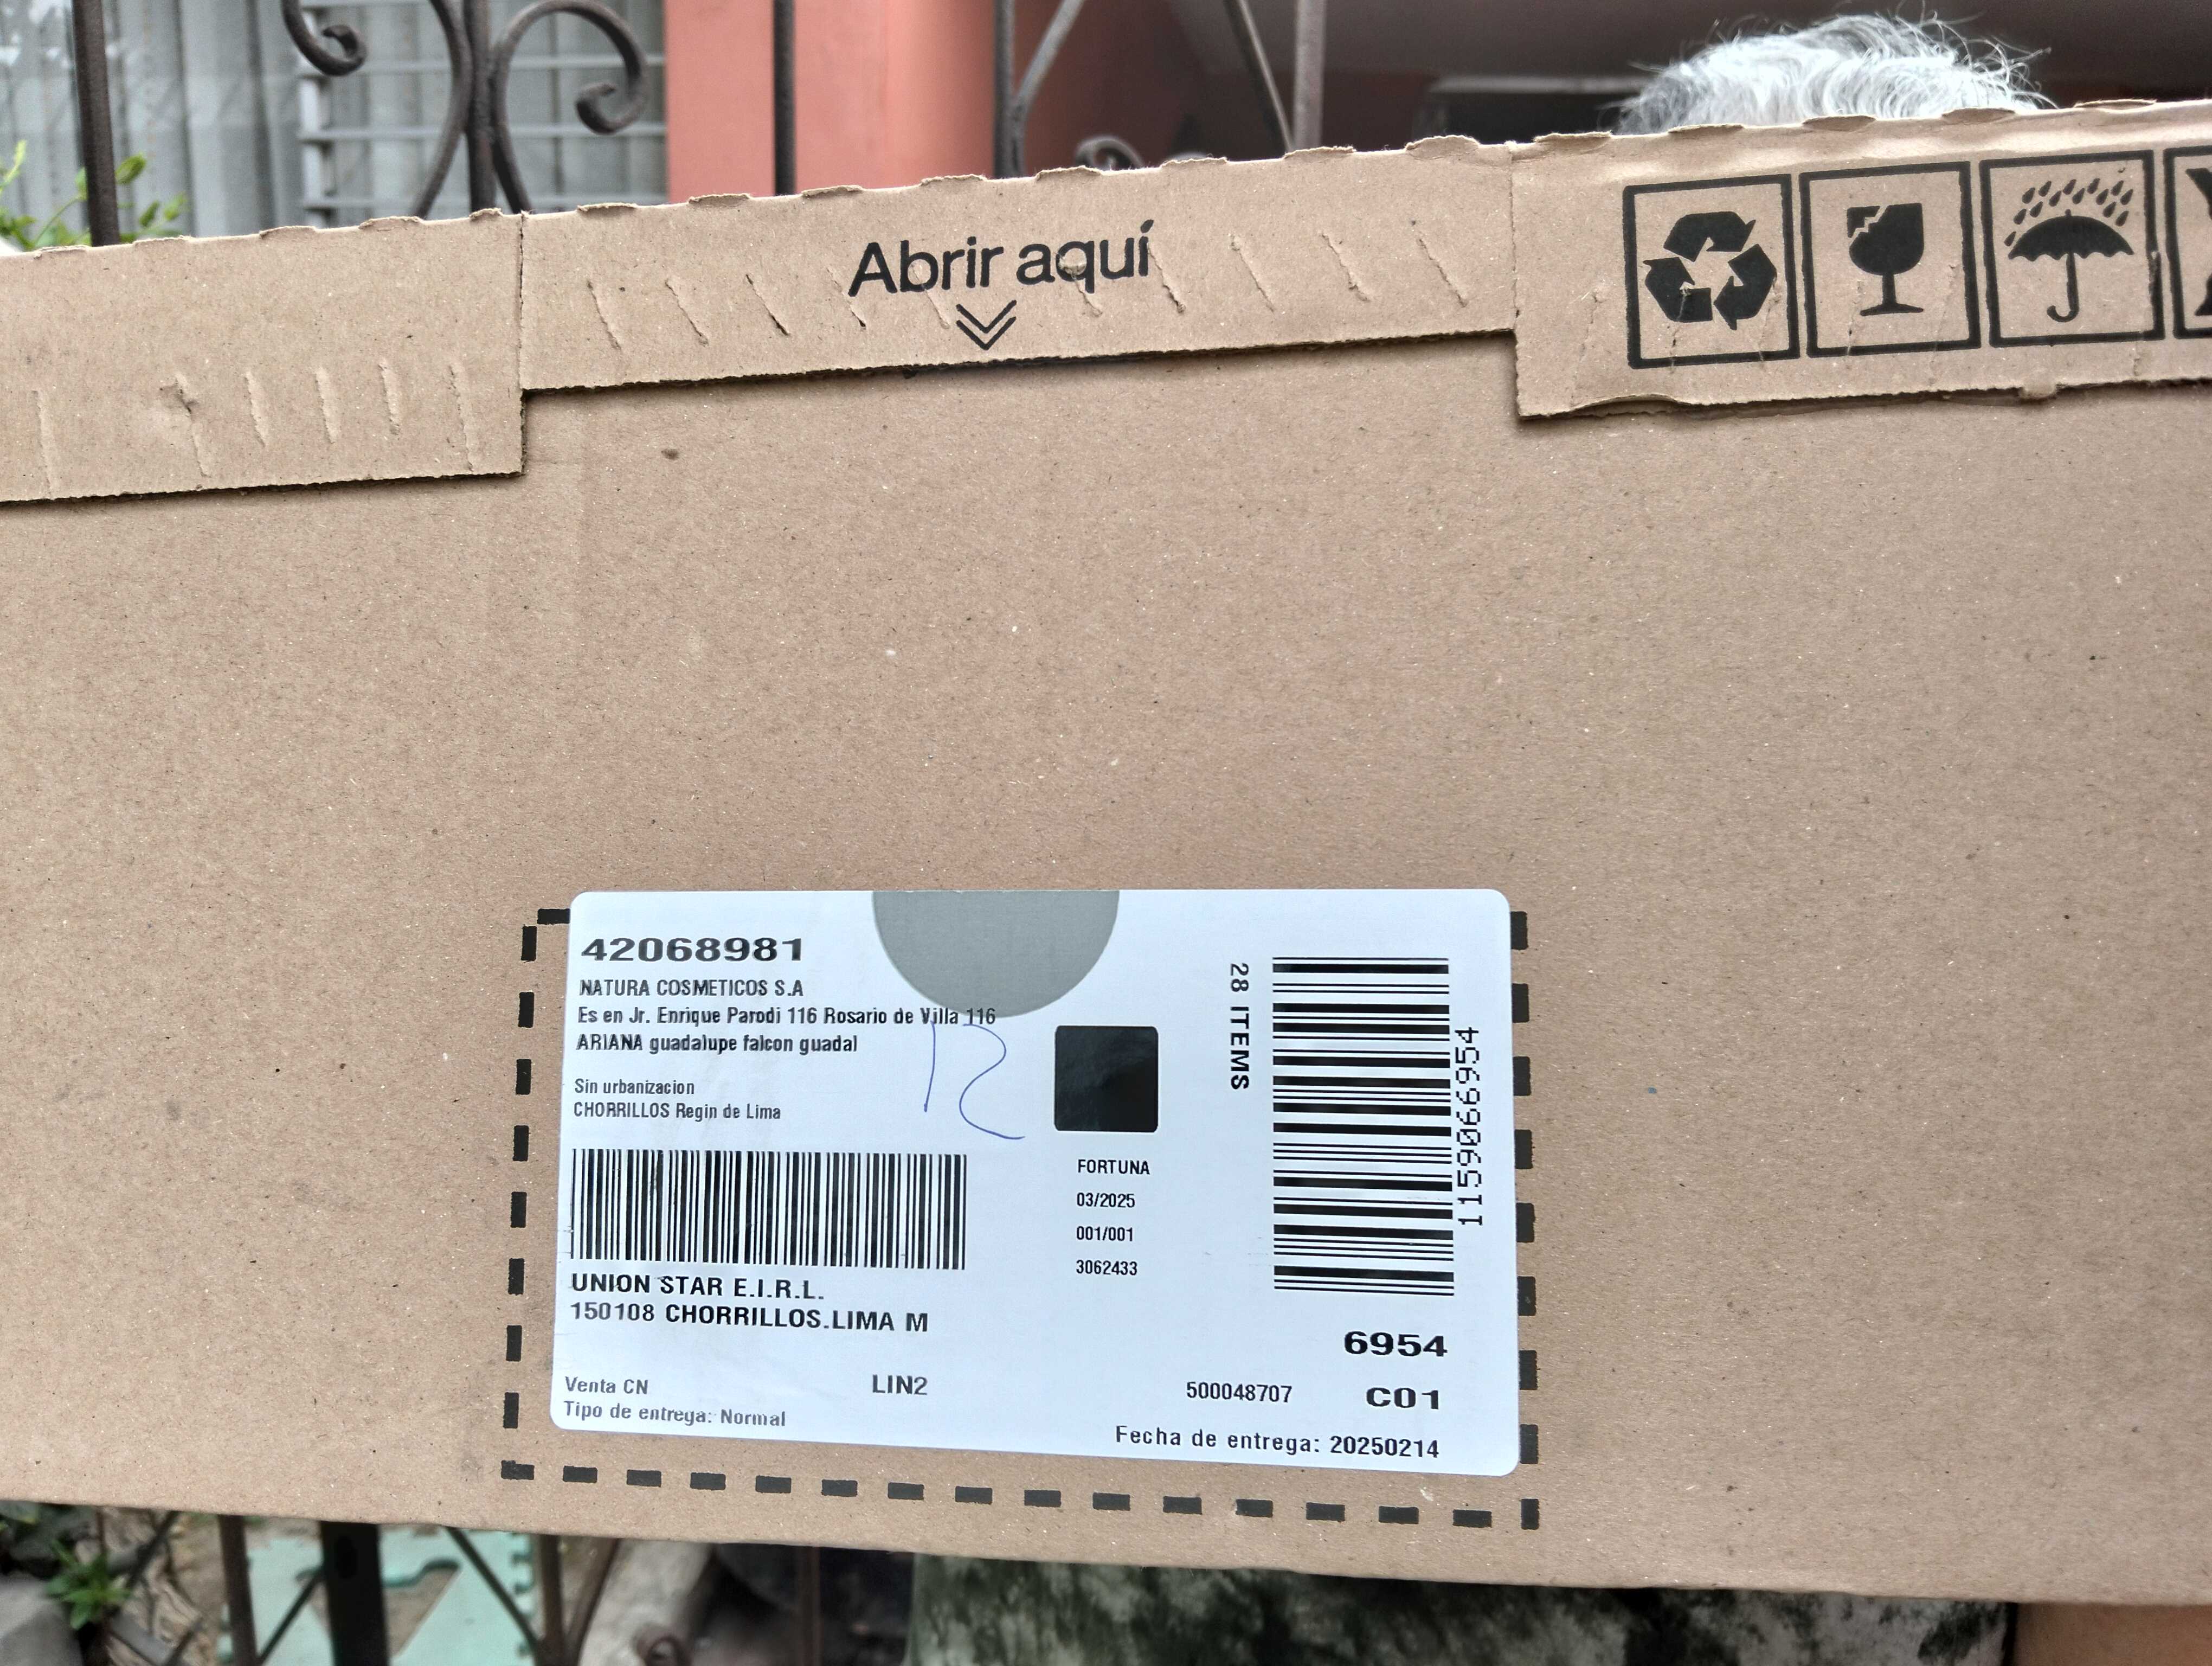 Abrir aquí
42068981
NATURA COSMETICOS S.A
Es en Jr. Enrique Parodi 116 Rosario de Villa 116
ARIANA guadalupe falcon guadal
12
Sin urbanizacion
CHORRILLOS Regin de Lima
UNION STAR E.I.R.L.
150108 CHORRILLOS.LIMA M
Venta CN
LIN2
Tipo de entrega: Normal
FORTUNA
03/2025
001/001
3062433
28 ITEMS
1159066954
6954
500048707
C01
Fecha de entrega: 20250214